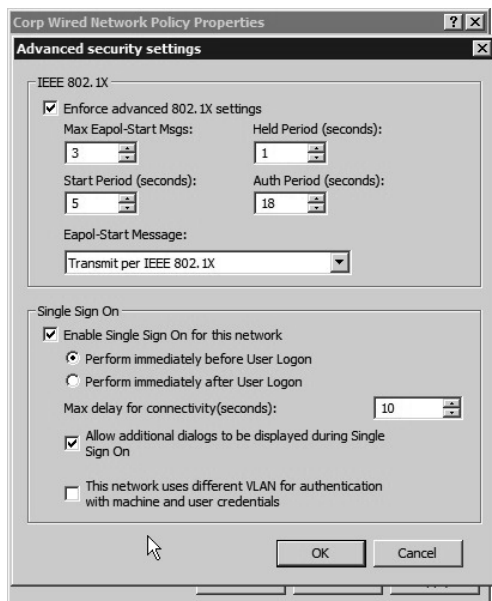 Corp Wired Network Policy Properties
Advanced security settings
IEEE 802.1X
Enforce advanced 802.1X settings
Max Eapol-Start Msgs:
Held Period (seconds):
3
1
Start Period (seconds):
Auth Period (seconds):
5
18
Eapol-Start Message:
Transmit per IEEE 802.1X
Single Sign On
Enable Single Sign On for this network
Perform immediately before User Logon
Perform immediately after User Logon
Max delay for connectivity(seconds):
10
Allow additional dialogs to be displayed during Single
Sign On
This network uses different VLAN for authentication
with machine and user credentials
OK
Cancel